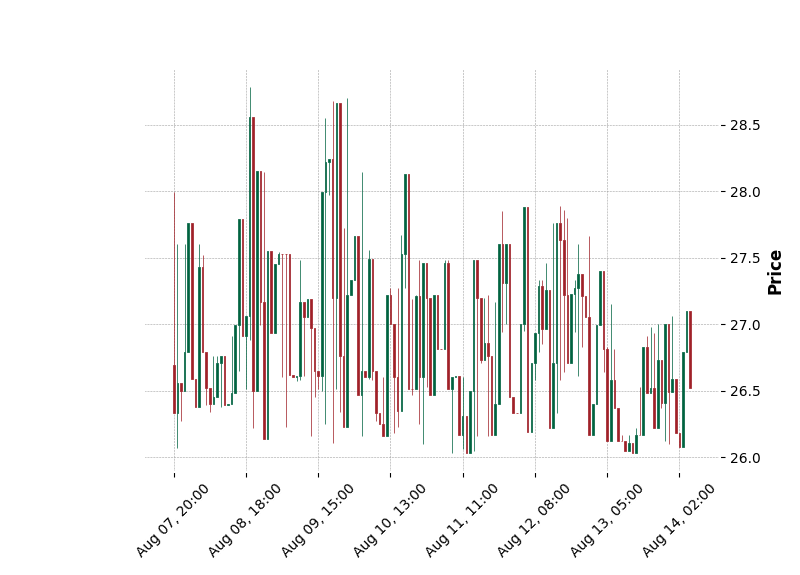 28.5
28.0
27.5
27.0
26.5
26.0
Price
Aug 07, 20:00
Aug 08, 18:00
Aug 09, 15:00
Aug 10, 13:00
Aug 11, 11:00
Aug 12, 08:00
Aug 13, 05:00
Aug 14, 02:00